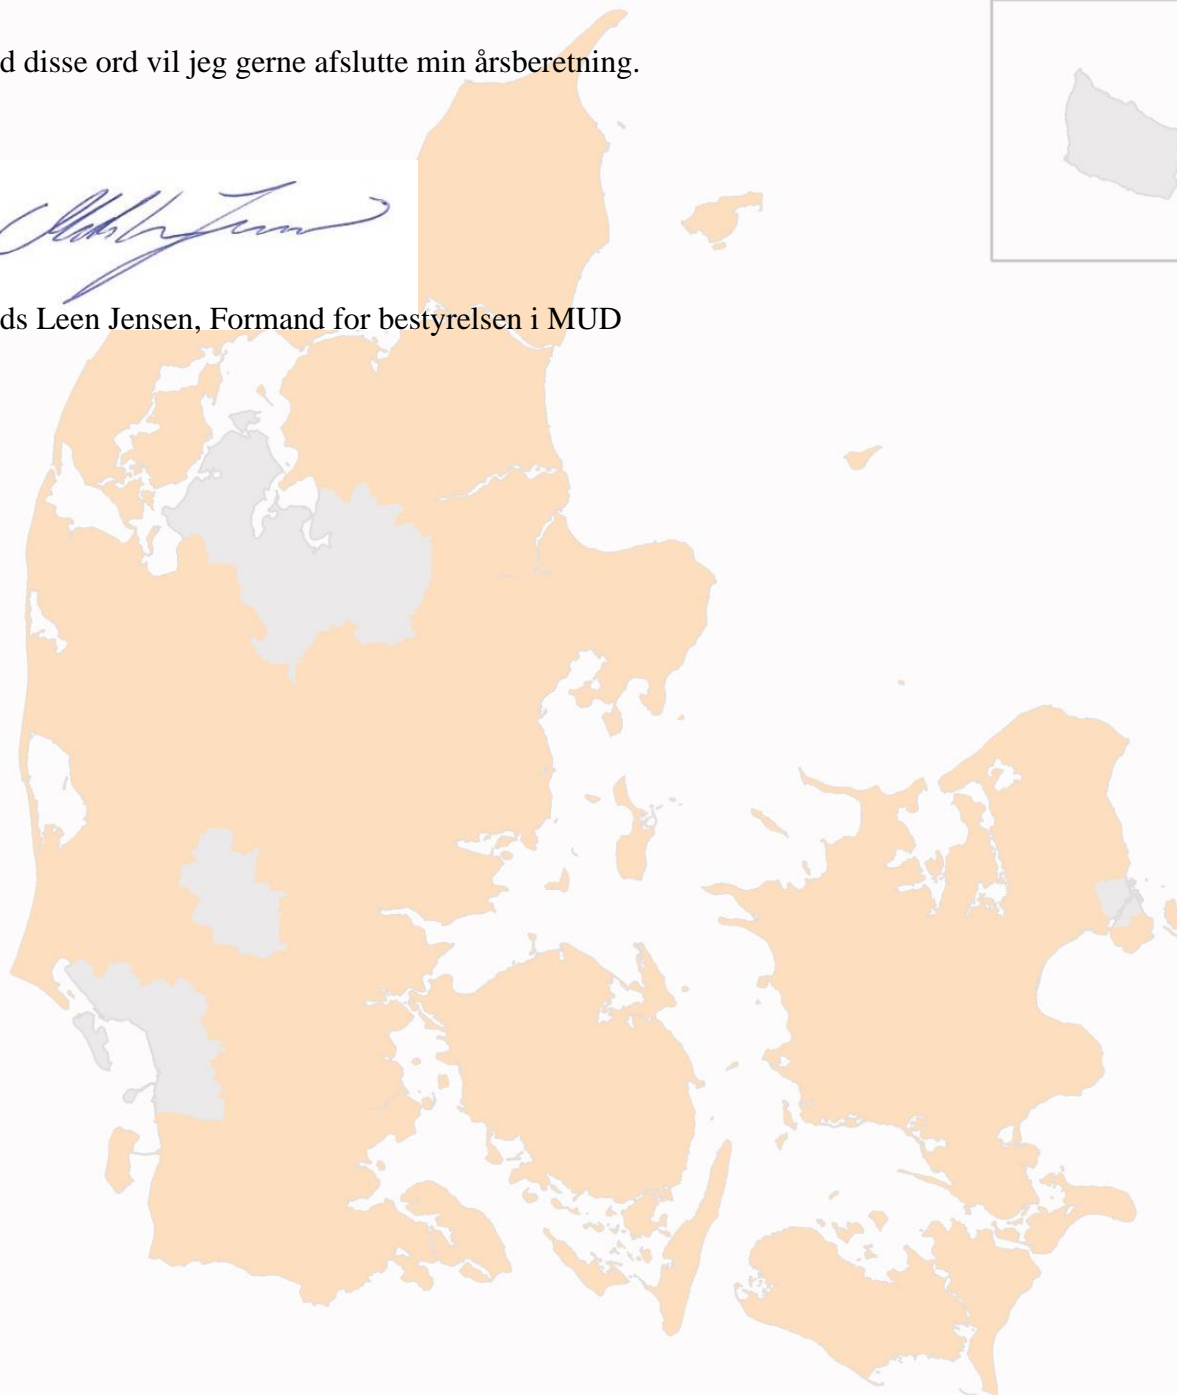 d disse ord vil jeg gerne afslutte min årsberetning.
ds Leen Jensen, Formand for bestyrelsen i MUD